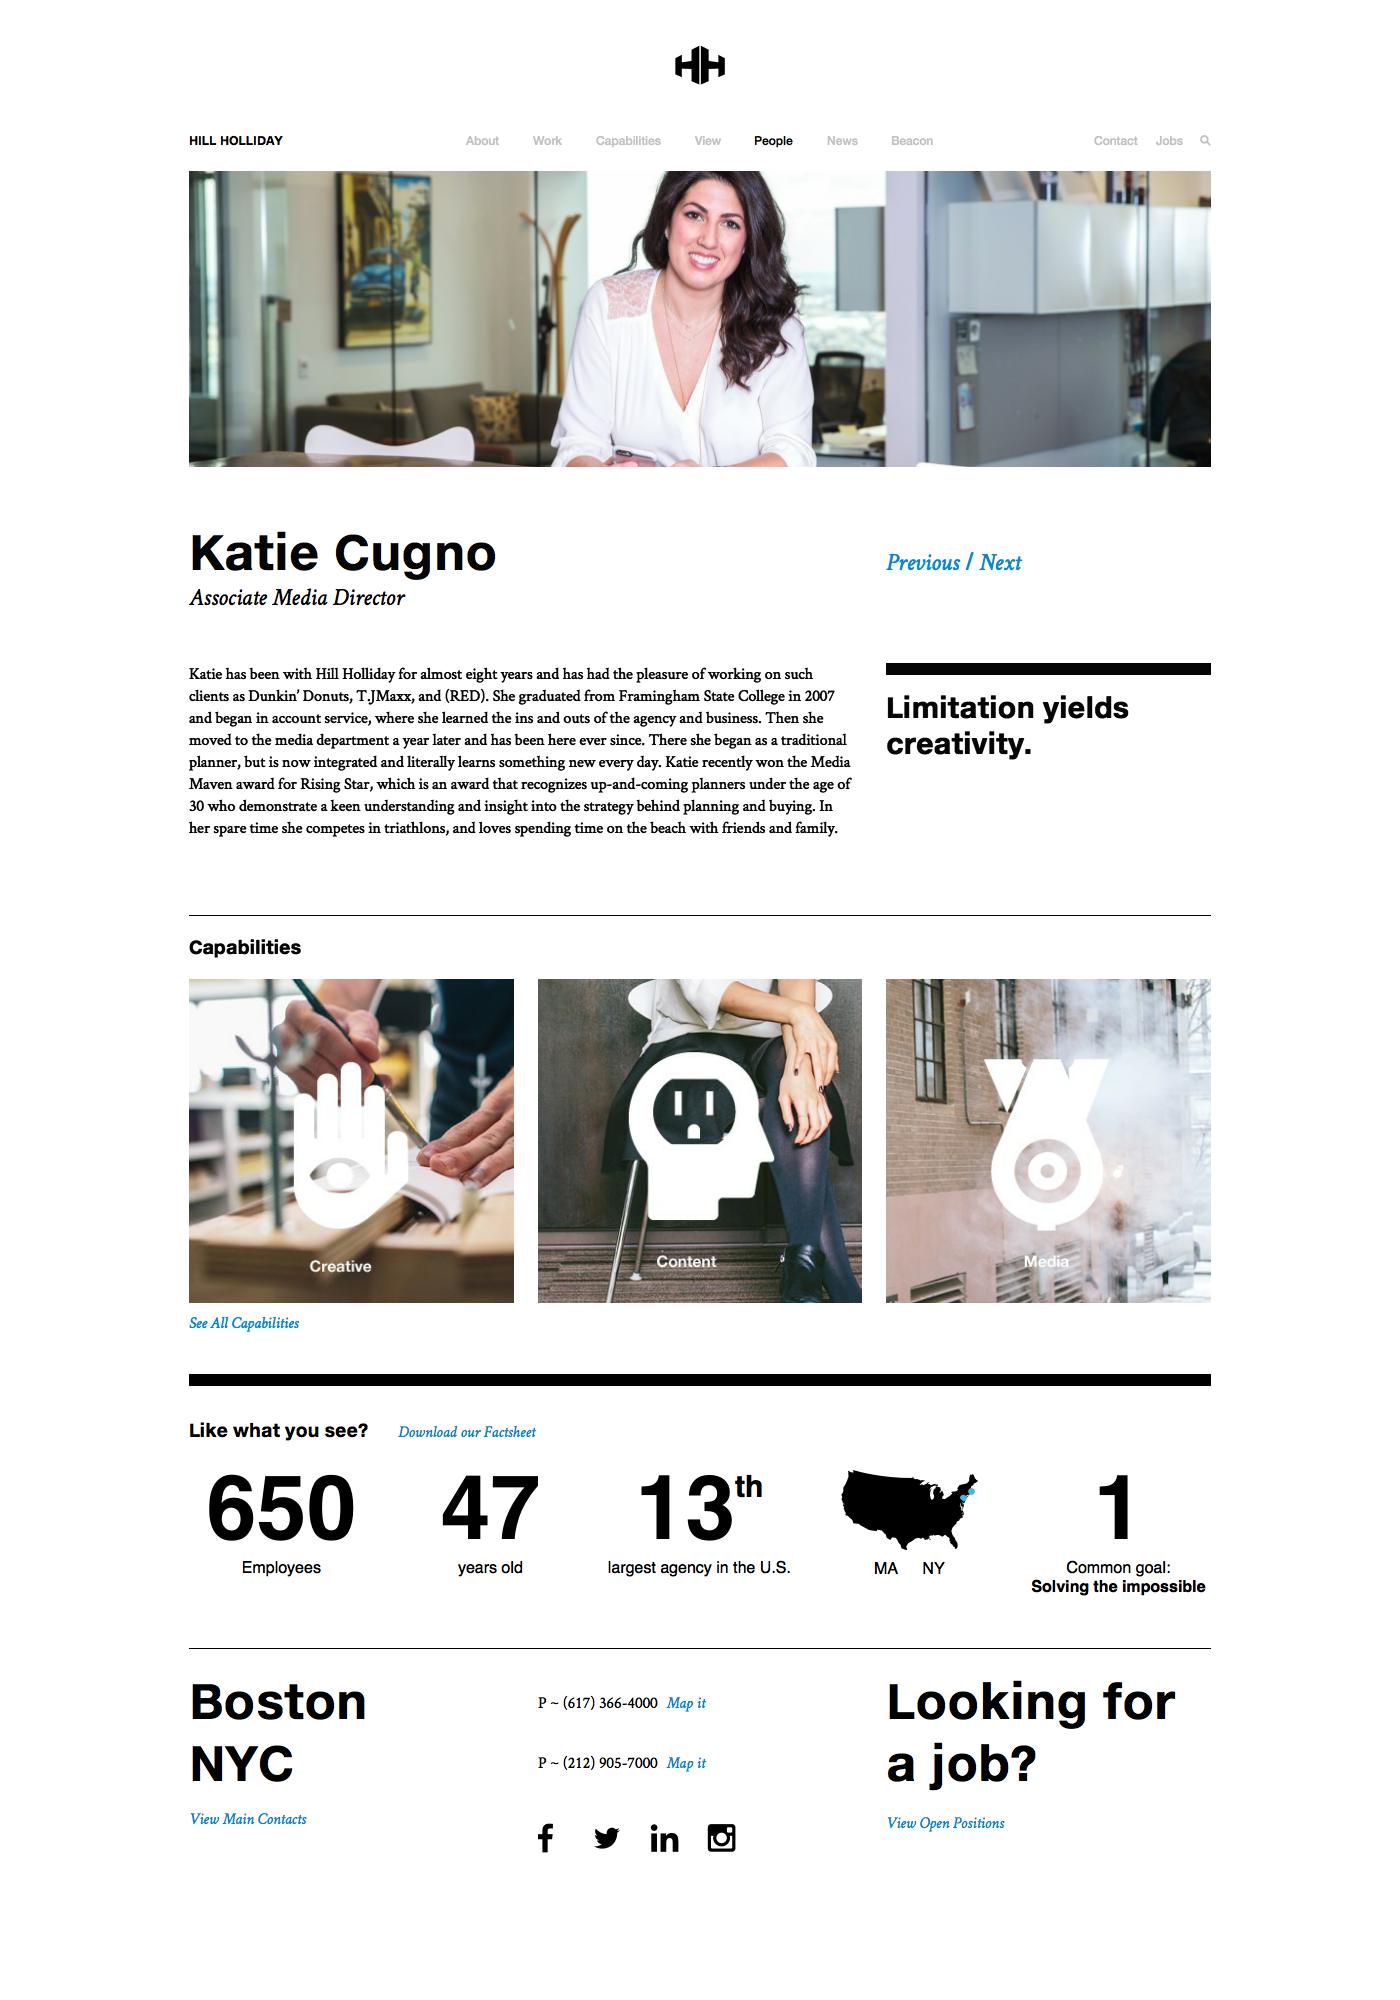 HILL HOLLIDAY
About Work Capabilities View People News Beacon
Contact Jobs
Katie Cugno
Associate Media Director
Previous / Next
Katie has been with Hill Holliday for almost eight years and has had the pleasure of working on such
clients as Dunkin’ Donuts, T.JMaxx, and (RED). She graduated from Framingham State College in 2007
and began in account service, where she learned the ins and outs of the agency and business. Then she
moved to the media department a year later and has been here ever since. There she began as a traditional
planner, but is now integrated and literally learns something new every day. Katie recently won the Media
Maven award for Rising Star, which is an award that recognizes up-and-coming planners under the age of
30 who demonstrate a keen understanding and insight into the strategy behind planning and buying. In
her spare time she competes in triathlons, and loves spending time on the beach with friends and family.
Limitation yields
creativity.
Capabilities
Creative
Content
Media
See All Capabilities
Like what you see? Download our Factsheet
650
Employees
47
years old
13th
largest agency in the U.S.
MA NY
1
Common goal:
Solving the impossible
Boston
NYC
View Main Contacts
P ~ (617) 366-4000 Map it
P ~ (212) 905-7000 Map it
Looking for
a job?
View Open Positions